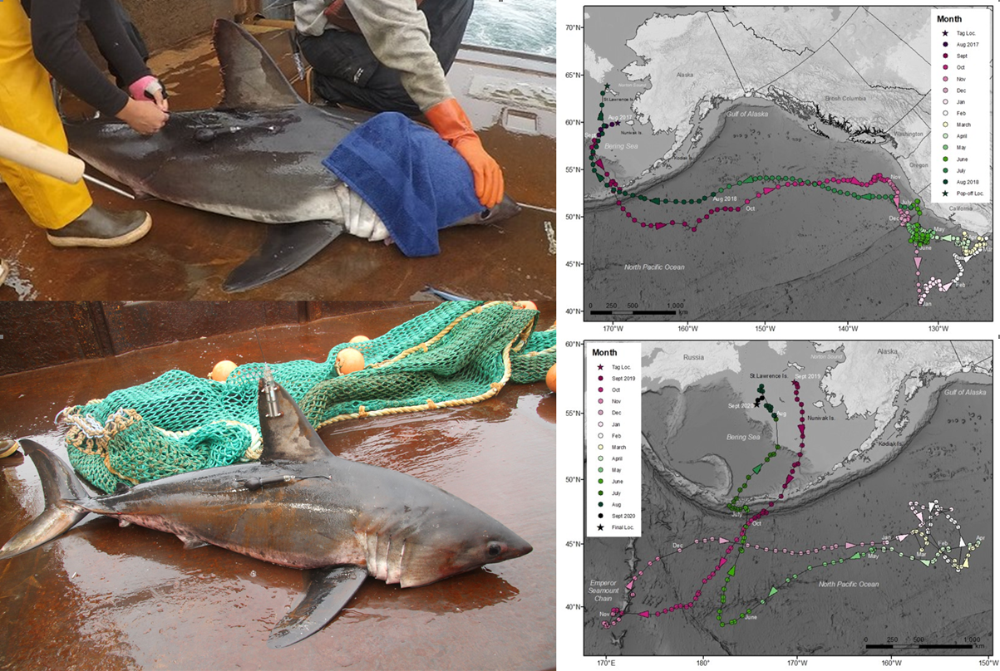 70°N
65°N
60°N
55°N
50°N
45°N
40°N
170°W
160°W
150°W
140°W
130°W
Alaska
Norton Sound
St Lawrence Is.
Aug 2017
Nunivak Is.
Bering Sea
Kodiak Is.
Gulf of Alaska
British Columbia
Washington
Oregon
California
Aug 2018
Oct
Nov
Dec
May
June
Feb
Jan
North Pacific Ocean
0 250 500 1,000
km
Month
Tag Loc.
Aug 2017
Sept
Oct
Nov
Dec
Jan
Feb
March
April
May
June
July
Aug 2018
Pop-off Loc.
60°N
55°N
50°N
45°N
40°N
170°E
180°
170°W
160°W
150°W
Month
Tag Loc.
Sept 2019
Oct
Nov
Dec
Jan
Feb
March
April
May
June
July
Aug
Sept 2020
Final Loc.
Russia
Norton Sound
Alaska
St Lawrence Is.
Sept 2019
Gulf of Alaska
Sept 2020
Aug
Nunivak Is.
Bering Sea
Kodiak Is.
July
Oct
Dec
Jan
Feb
Mar
Apr
May
North Pacific Ocean
Emperor
Seamount
Chain
Nov
June
0 250 500 1,000
km